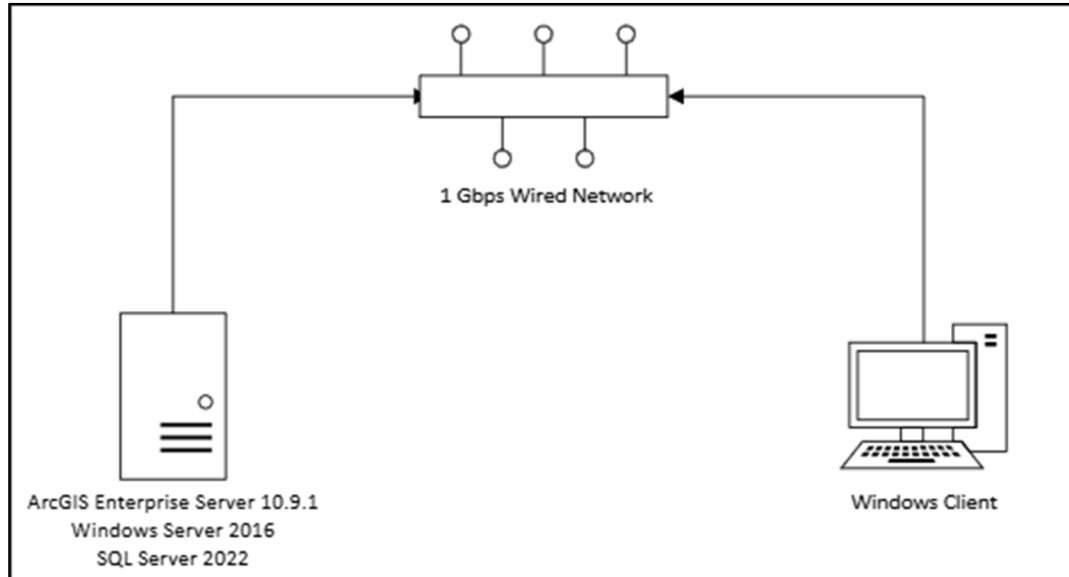 1 Gbps Wired Network
ArcGIS Enterprise Server 10.9.1
Windows Server 2016
SQL Server 2022
Windows Client